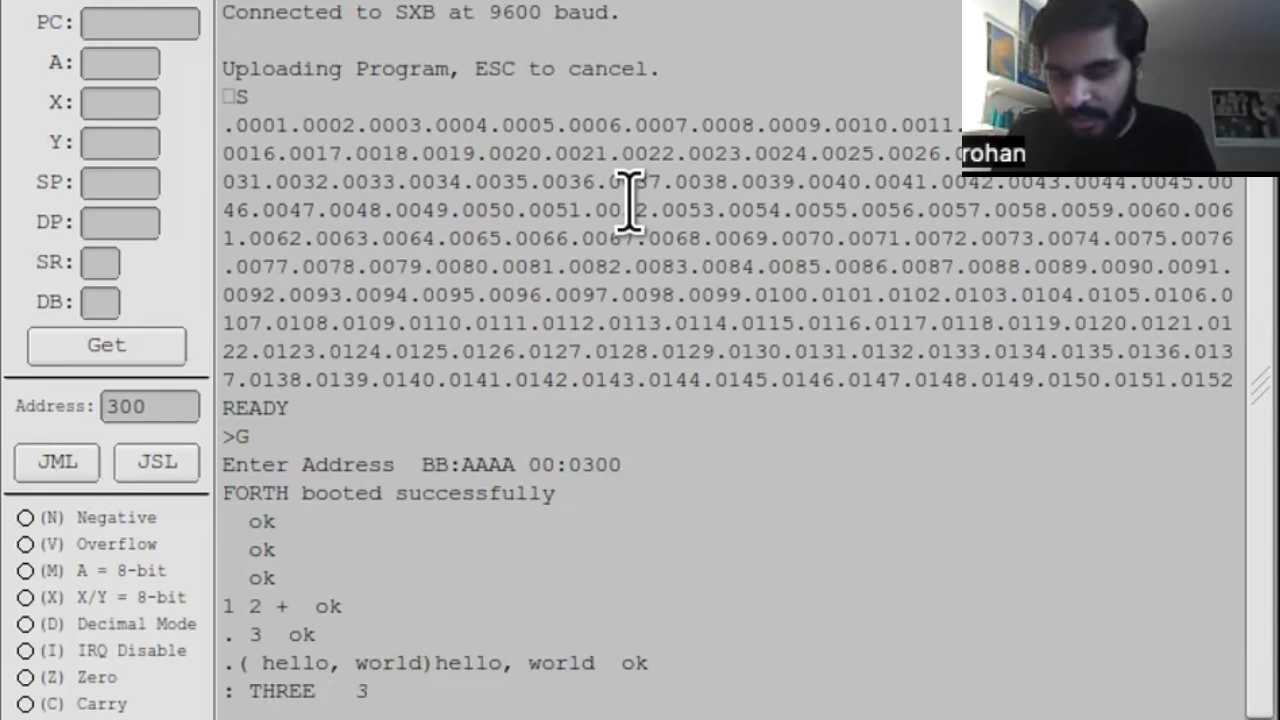 PC:
A:
X:
Y:
SP:
DP:
SR:
DB:
Get
Address: 300
JML JSL
(N) Negative
(V) Overflow
(M) A = 8-bit
(X) X/Y = 8-bit
(D) Decimal Mode
(I) IRQ Disable
(Z) Zero
(C) Carry
Connected to SXB at 9600 baud.
Uploading Program, ESC to cancel.
□S
.0001.0002.0003.0004.0005.0006.0007.0008.0009.0010.0011.
0016.0017.0018.0019.0020.0021.0022.0023.0024.0025.0026.0
031.0032.0033.0034.0035.0036.0037.0038.0039.0040.0041.0042.0043.0044.0045.00
46.0047.0048.0049.0050.0051.0052.0053.0054.0055.0056.0057.0058.0059.0060.006
1.0062.0063.0064.0065.0066.0067.0068.0069.0070.0071.0072.0073.0074.0075.0076
.0077.0078.0079.0080.0081.0082.0083.0084.0085.0086.0087.0088.0089.0090.0091.
0092.0093.0094.0095.0096.0097.0098.0099.0100.0101.0102.0103.0104.0105.0106.0
107.0108.0109.0110.0111.0112.0113.0114.0115.0116.0117.0118.0119.0120.0121.01
22.0123.0124.0125.0126.0127.0128.0129.0130.0131.0132.0133.0134.0135.0136.013
7.0138.0139.0140.0141.0142.0143.0144.0145.0146.0147.0148.0149.0150.0151.0152
READY
>G
Enter Address  BB:AAAA 00:0300
FORTH booted successfully
ok
ok
ok
1 2 +  ok
. 3  ok
.( hello, world)hello, world  ok
: THREE   3
rohan